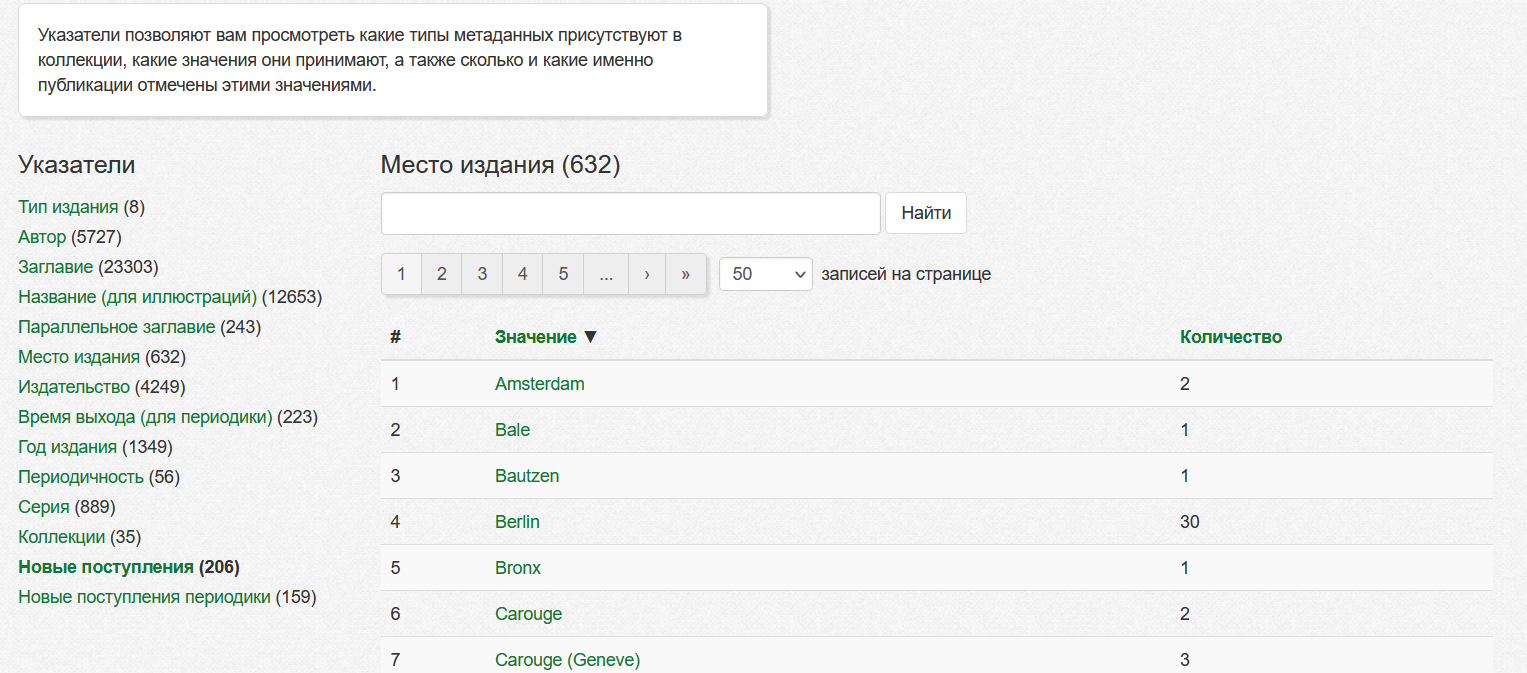 Указатели позволяют вам просмотреть какие типы метаданных присутствуют в
коллекции, какие значения они принимают, а также сколько и какие именно
публикации отмечены этими значениями.
Указатели
Тип издания (8)
Автор (5727)
Заглавие (23303)
Название (для иллюстраций) (12653)
Параллельное заглавие (243)
Место издания (632)
Издательство (4249)
Время выхода (для периодики) (223)
Год издания (1349)
Периодичность (56)
Серия (889)
Коллекции (35)
Новые поступления (206)
Новые поступления периодики (159)
Место издания (632)
Найти
1 2 3 4 5 ... › » 50 записей на странице
# Значение ▼ Количество
1 Amsterdam 2
2 Bale 1
3 Bautzen 1
4 Berlin 30
5 Bronx 1
6 Carouge 2
7 Carouge (Geneve) 3